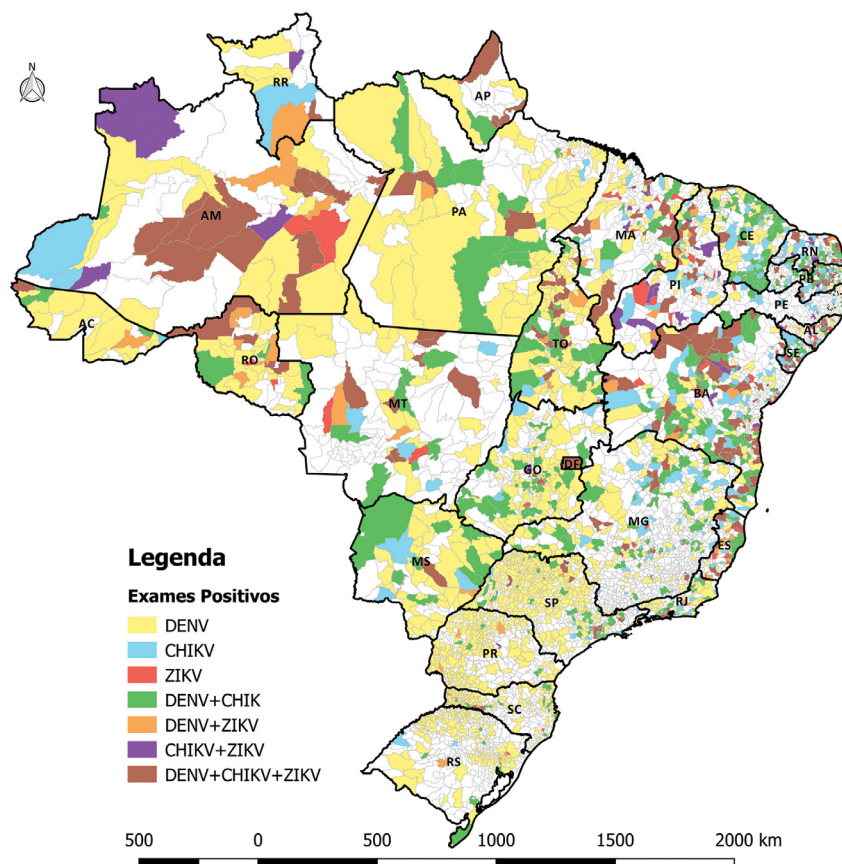 N
RR
AP
AM
PA
MA
CE
RN
PB
PI
PE
AL
AC
TO
SE
RO
BA
MT
GO
DF
MG
ES
MS
SP
RJ
PR
SC
RS
Legenda
Exames Positivos
DENV
CHIKV
ZIKV
DENV+CHIK
DENV+ZIKV
CHIKV+ZIKV
DENV+CHIKV+ZIKV
500 0 500 1000 1500 2000 km